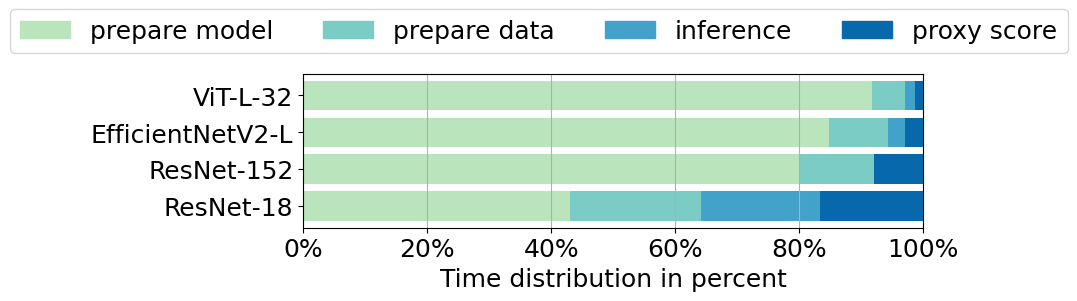 prepare model prepare data inference proxy score
ViT-L-32
EfficientNetV2-L
ResNet-152
ResNet-18
0% 20% 40% 60% 80% 100%
Time distribution in percent